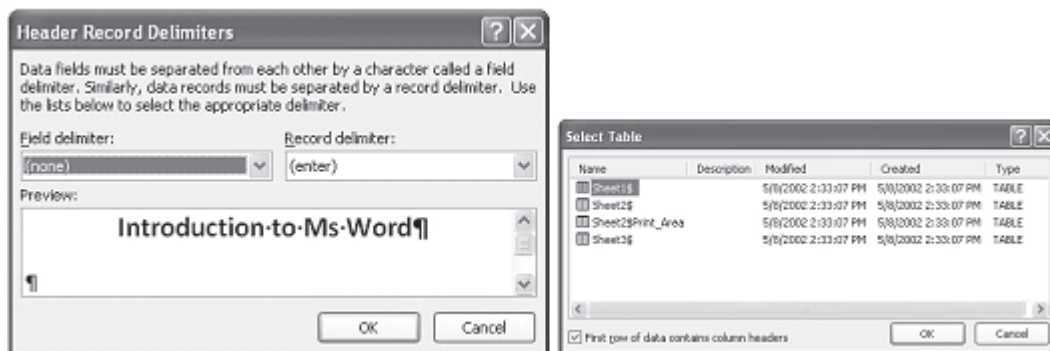 Header Record Delimiters
Data fields must be separated from each other by a character called a field
delimiter. Similarly, data records must be separated by a record delimiter. Use
the lists below to select the appropriate delimiter.
Field delimiter: Record delimiter:
(none) (enter)
Preview:
Introduction·to·Ms·Word¶
¶
OK Cancel
Select Table
Name Description Modified Created Type
Sheet1$ 5/8/2002 2:33:07 PM 5/8/2002 2:33:07 PM TABLE
Sheet2$ 5/8/2002 2:33:07 PM 5/8/2002 2:33:07 PM TABLE
Sheet2$Print_Area 5/8/2002 2:33:07 PM 5/8/2002 2:33:07 PM TABLE
Sheet3$ 5/8/2002 2:33:07 PM 5/8/2002 2:33:07 PM TABLE
First row of data contains column headers
OK Cancel